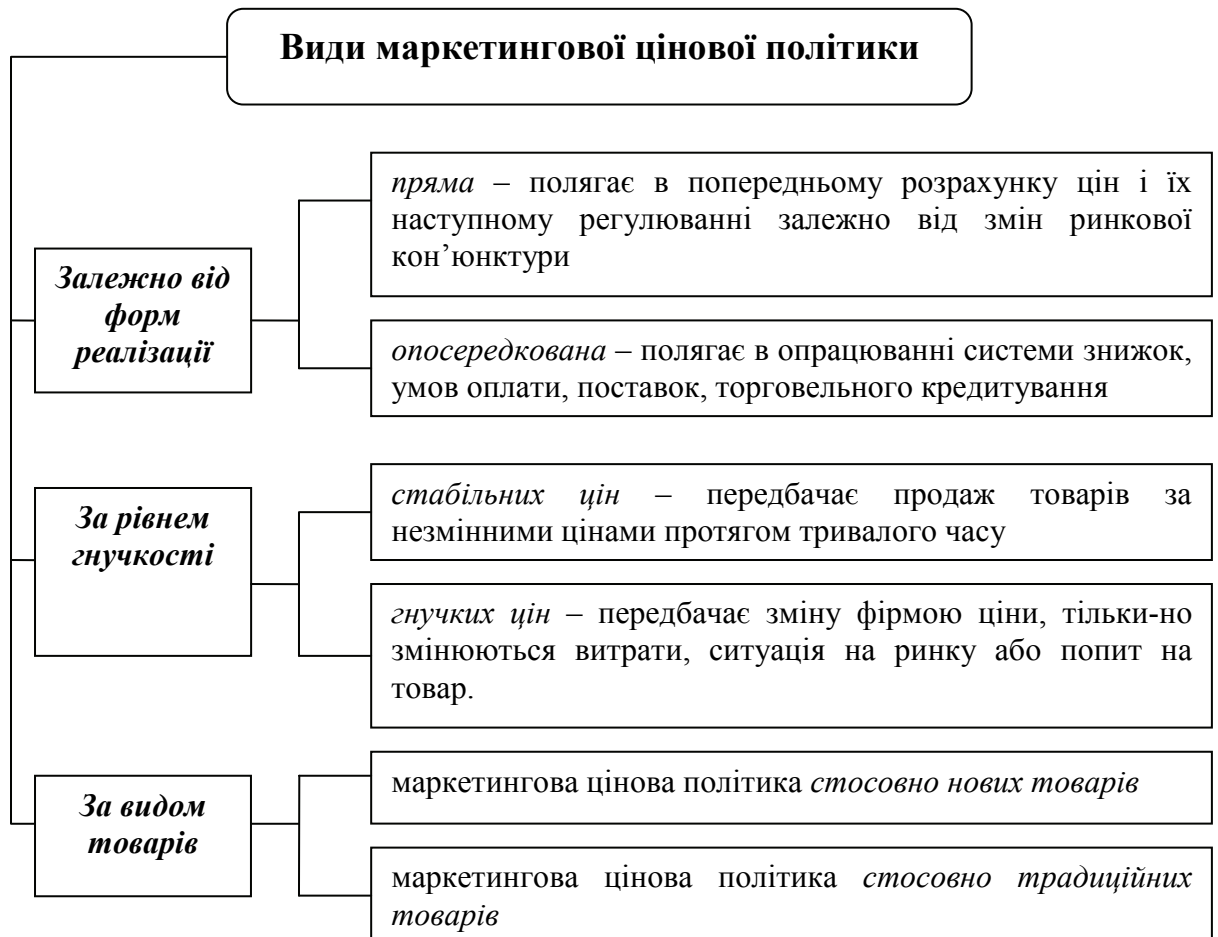 Види маркетингової цінової політики
Залежно від
форм
реалізації
пряма – полягає в попередньому розрахунку цін і їх
наступному регулюванні залежно від змін ринкової
кон’юнктури
опосередкована – полягає в опрацюванні системи знижок,
умов оплати, поставок, торговельного кредитування
За рівнем
гнучкості
стабільних цін – передбачає продаж товарів за
незмінними цінами протягом тривалого часу
гнучких цін – передбачає зміну фірмою ціни, тільки-но
змінюються витрати, ситуація на ринку або попит на
товар.
За видом
товарів
маркетингова цінова політика стосовно нових товарів
маркетингова цінова політика стосовно традиційних
товарів